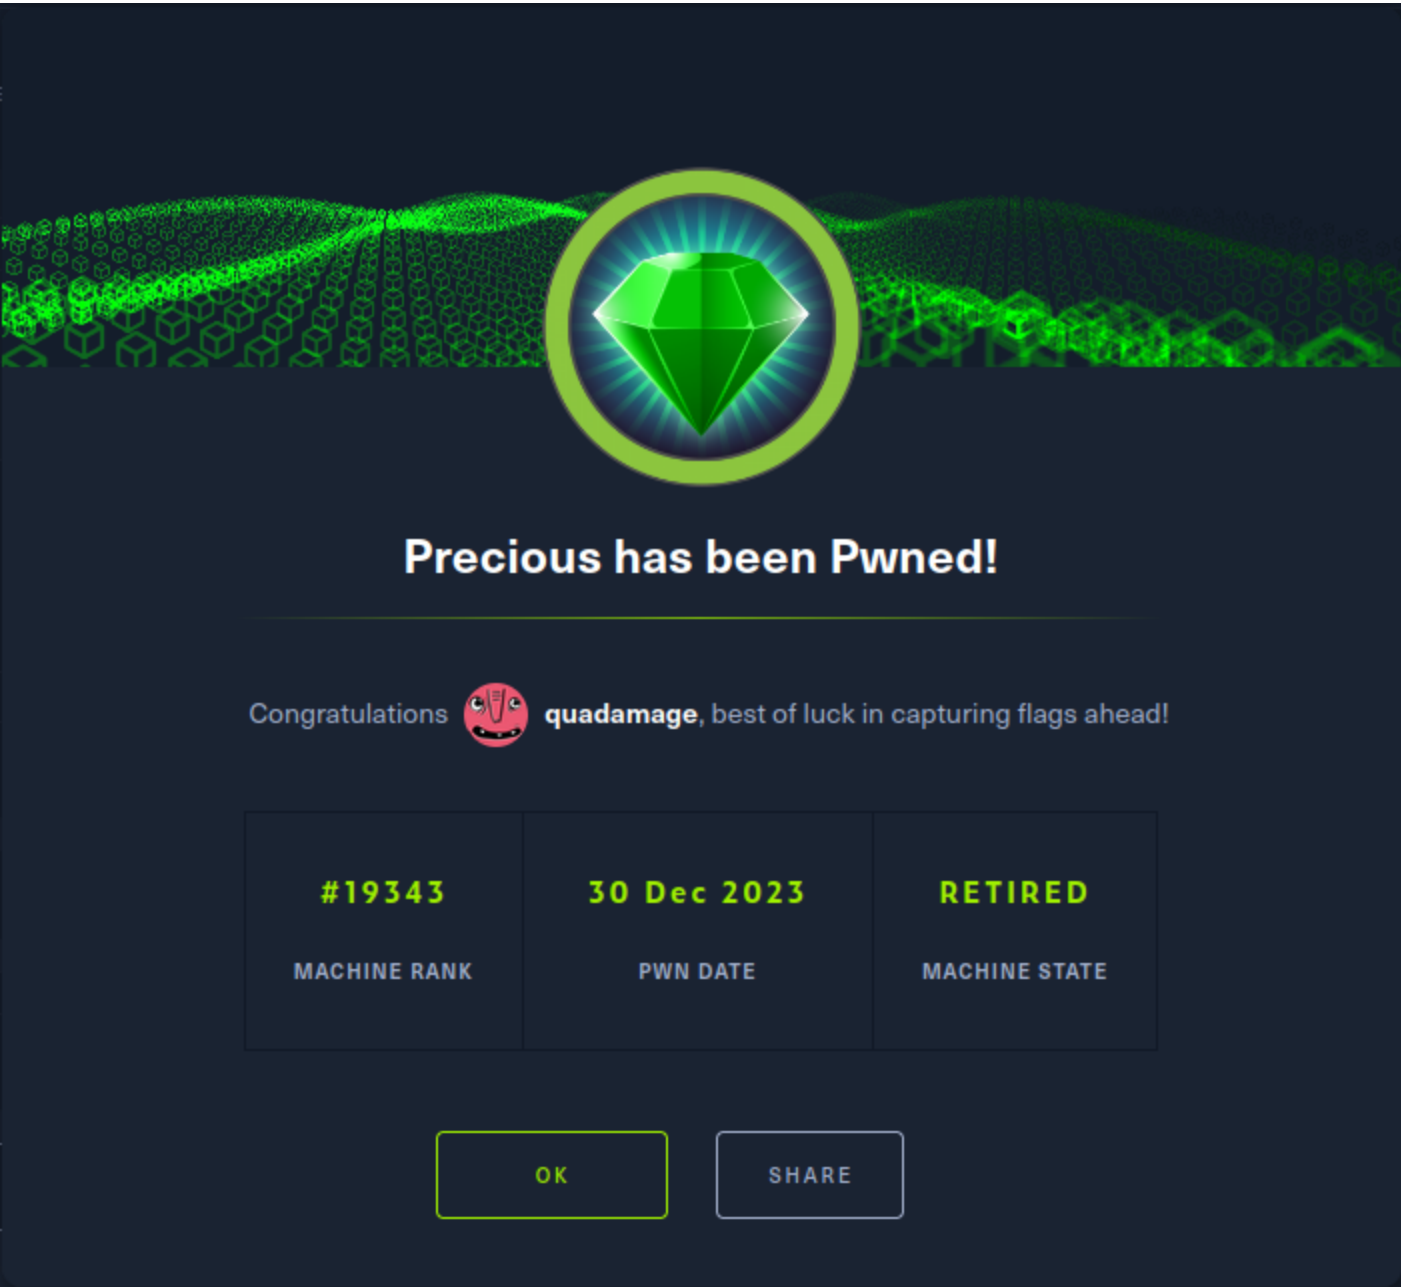 Precious has been Pwned!
Congratulations quadamage, best of luck in capturing flags ahead!
#19343 30 Dec 2023 RETIRED
MACHINE RANK PWN DATE MACHINE STATE
OK SHARE